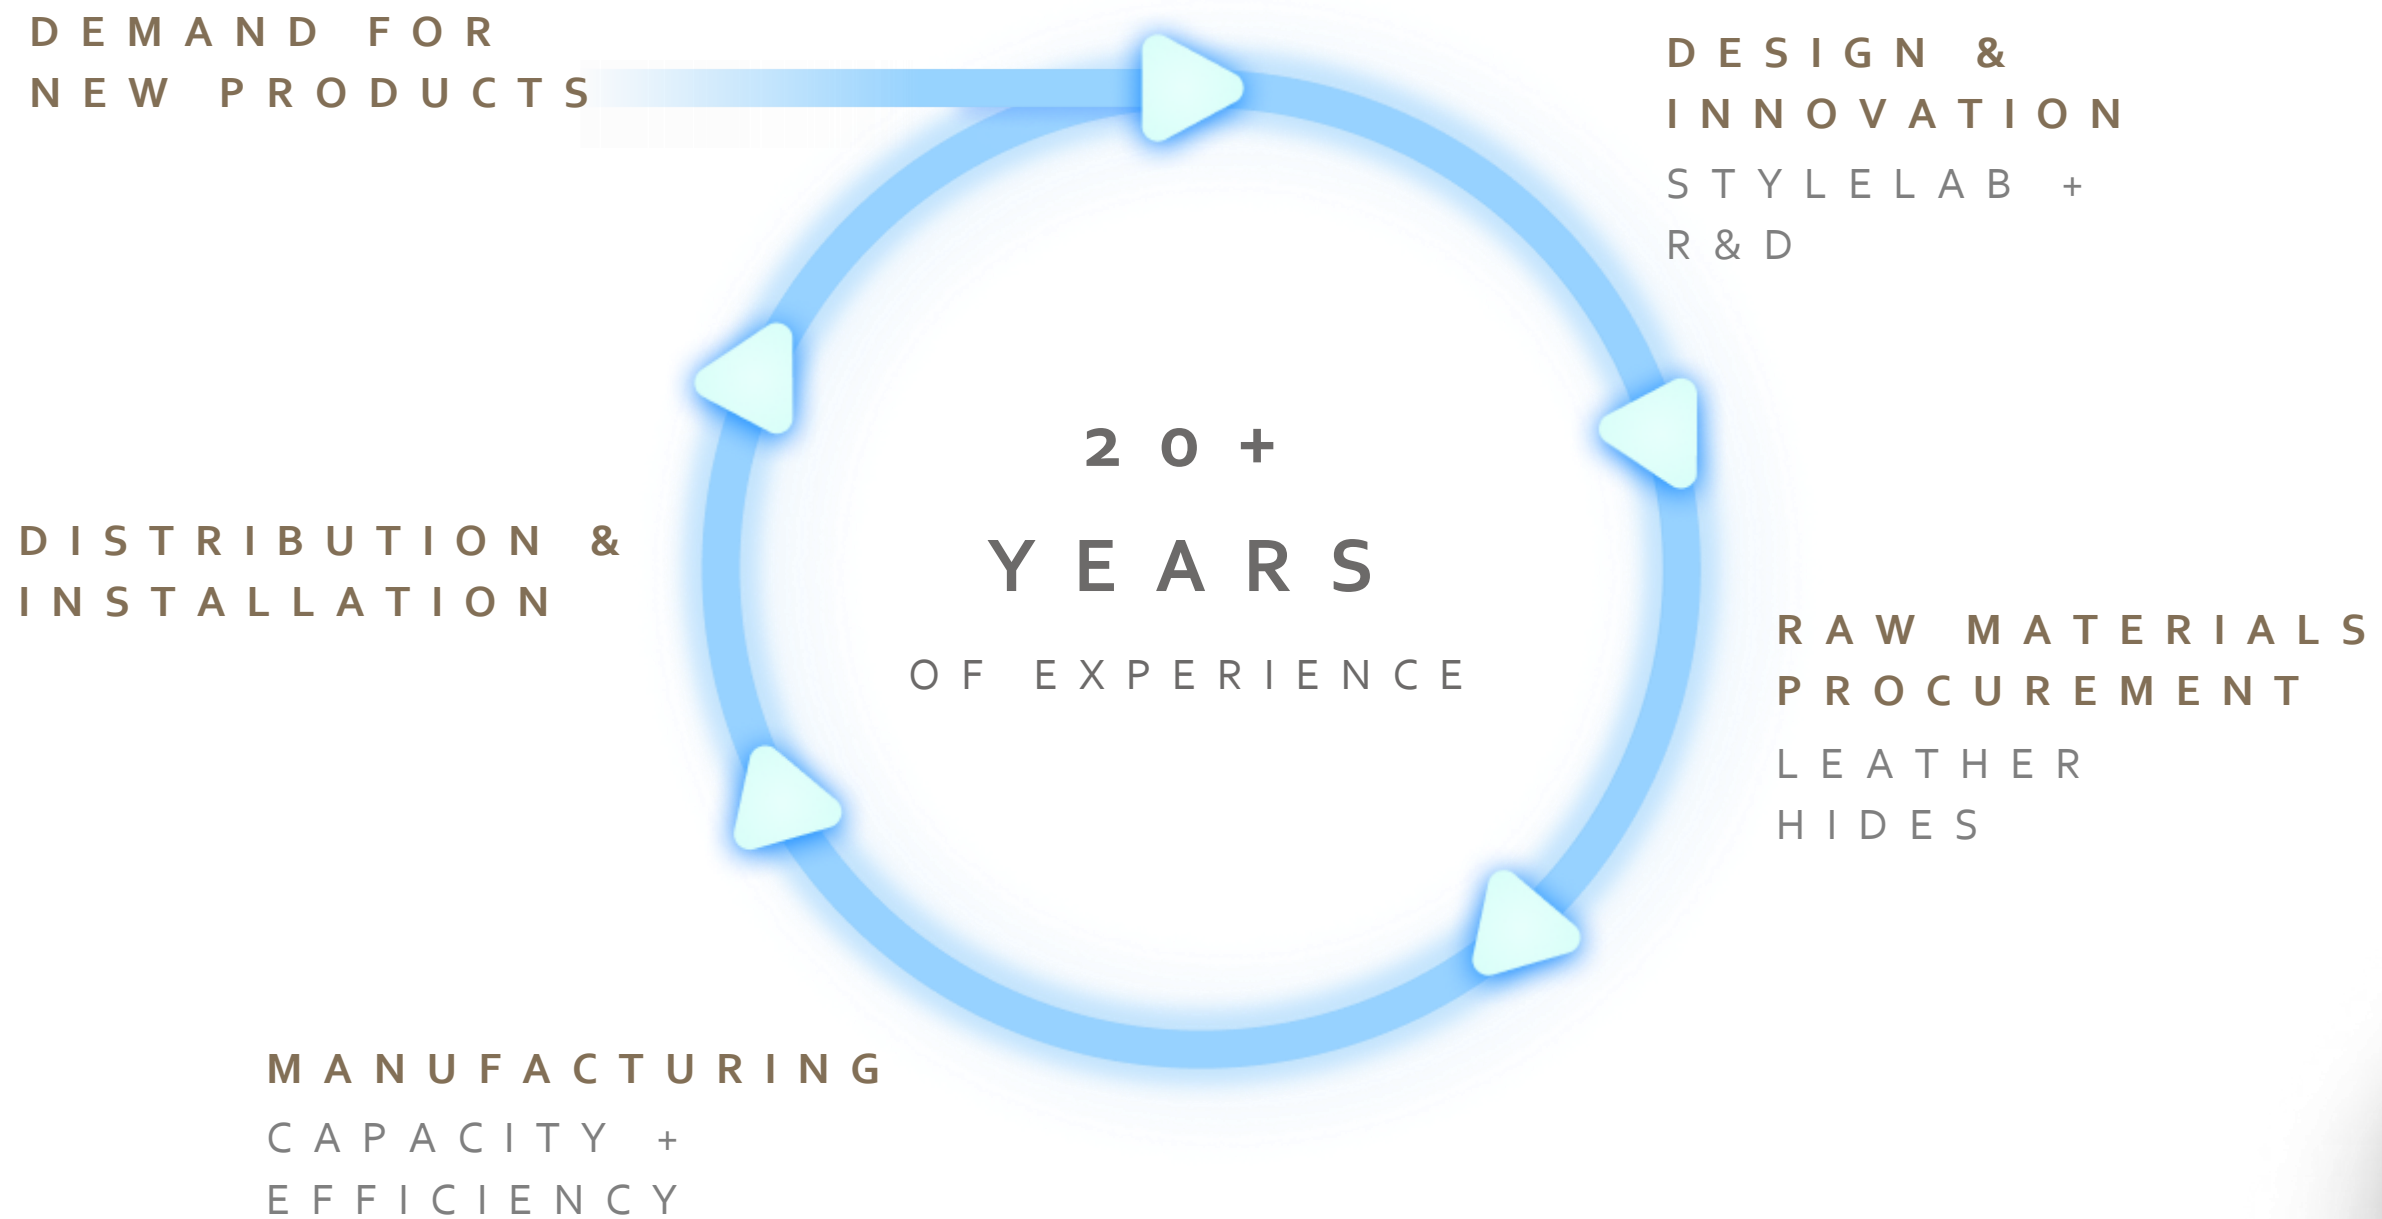 DEMAND FOR
NEW PRODUCTS
DESIGN &
INNOVATION
STYLELAB +
R&D
20+
YEARS
OF EXPERIENCE
DISTRIBUTION &
INSTALLATION
RAW MATERIALS
PROCUREMENT
LEATHER
HIDES
MANUFACTURING
CAPACITY +
EFFICIENCY